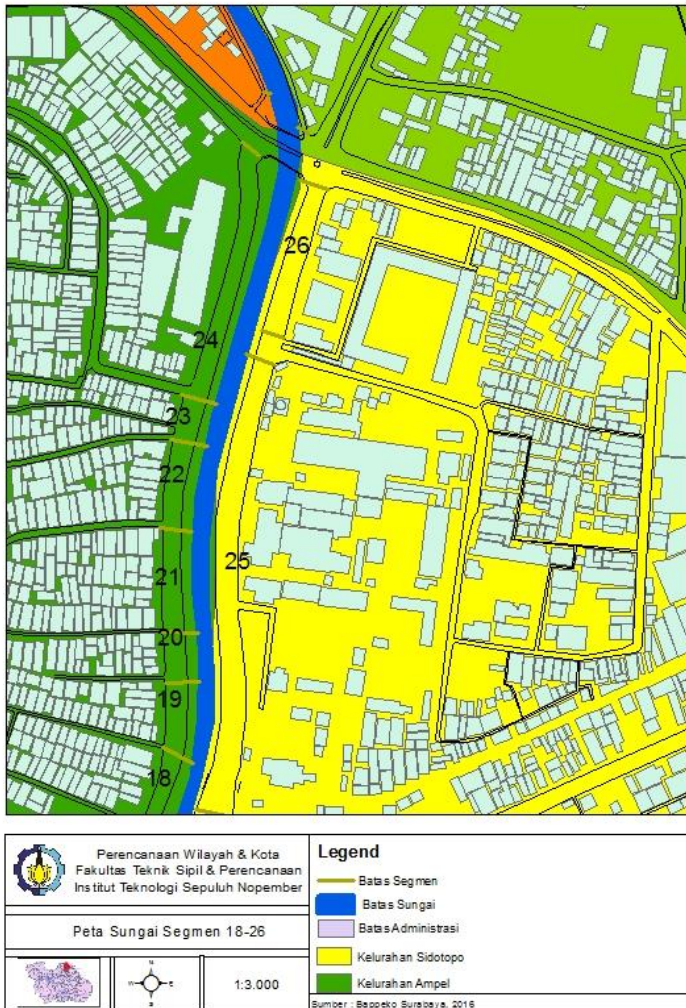 26
24
23
22
25
21
20
19
18
Perencanaan Wilayah & Kota
Fakultas Teknik Sipil & Perencanaan
Institut Teknologi Sepuluh Nopember
Peta Sungai Segmen 18-26
N
W
E
S
1:3.000
Legend
Batas Segmen
Batas Sungai
Batas Administrasi
Kelurahan Sidotopo
Kelurahan Ampel
Sumber : Bappeko Surabaya, 2016